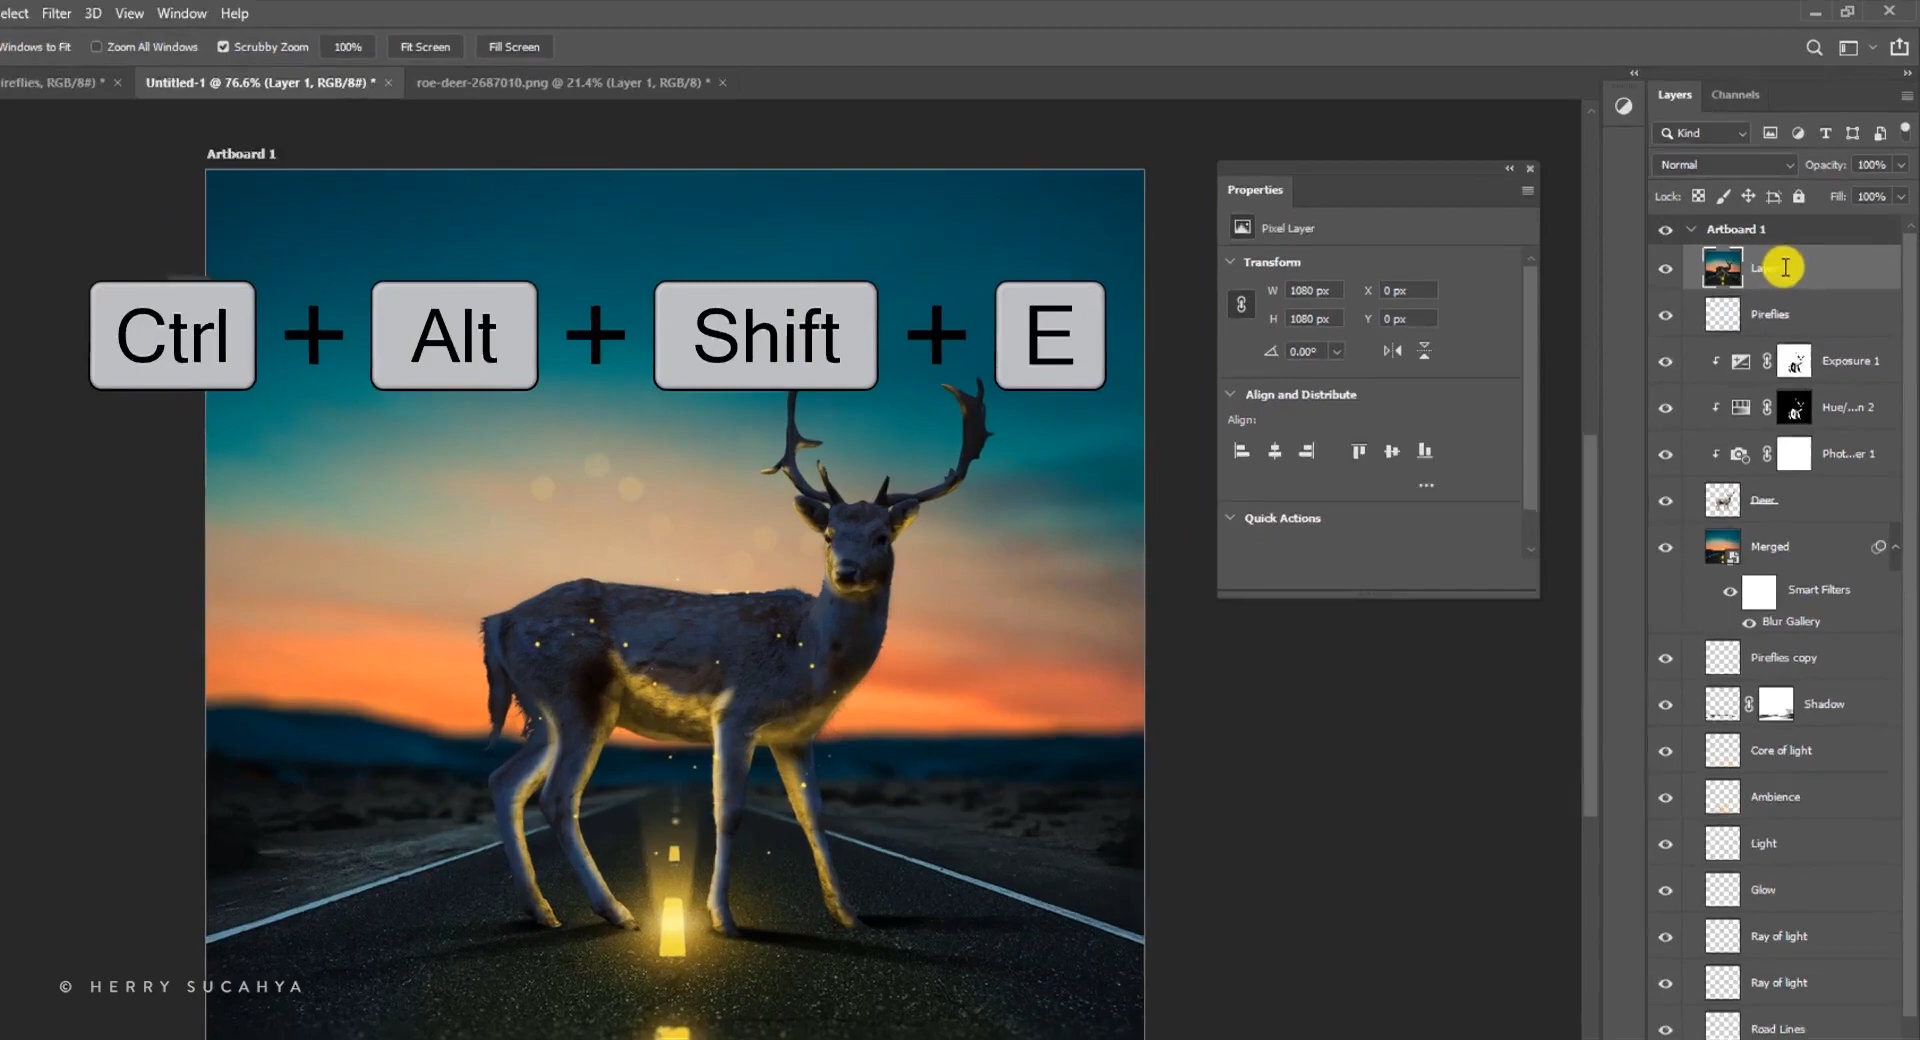 elect Filter 3D View Window Help
Windows to Fit Zoom All Windows Scrubby Zoom 100% Fit Screen Fill Screen
ireflies, RGB/8#) * × Untitled-1 @ 76.6% (Layer 1, RGB/8#) * × roe-deer-2687010.png @ 21.4% (Layer 1, RGB/8) * ×
Artboard 1
Ctrl + Alt + Shift + E
© HERRY SUCAHYA
Properties
Pixel Layer
Transform
W 1080 px X 0 px
H 1080 px Y 0 px
0.00°
Align and Distribute
Align:
Quick Actions
Layers Channels
Kind
Normal Opacity: 100%
Lock: Fill: 100%
Artboard 1
Pireflies
Exposure 1
Hue/...n 2
Phot...er 1
Deer
Merged
Smart Filters
Blur Gallery
Pireflies copy
Shadow
Core of light
Ambience
Light
Glow
Ray of light
Ray of light
Road Lines